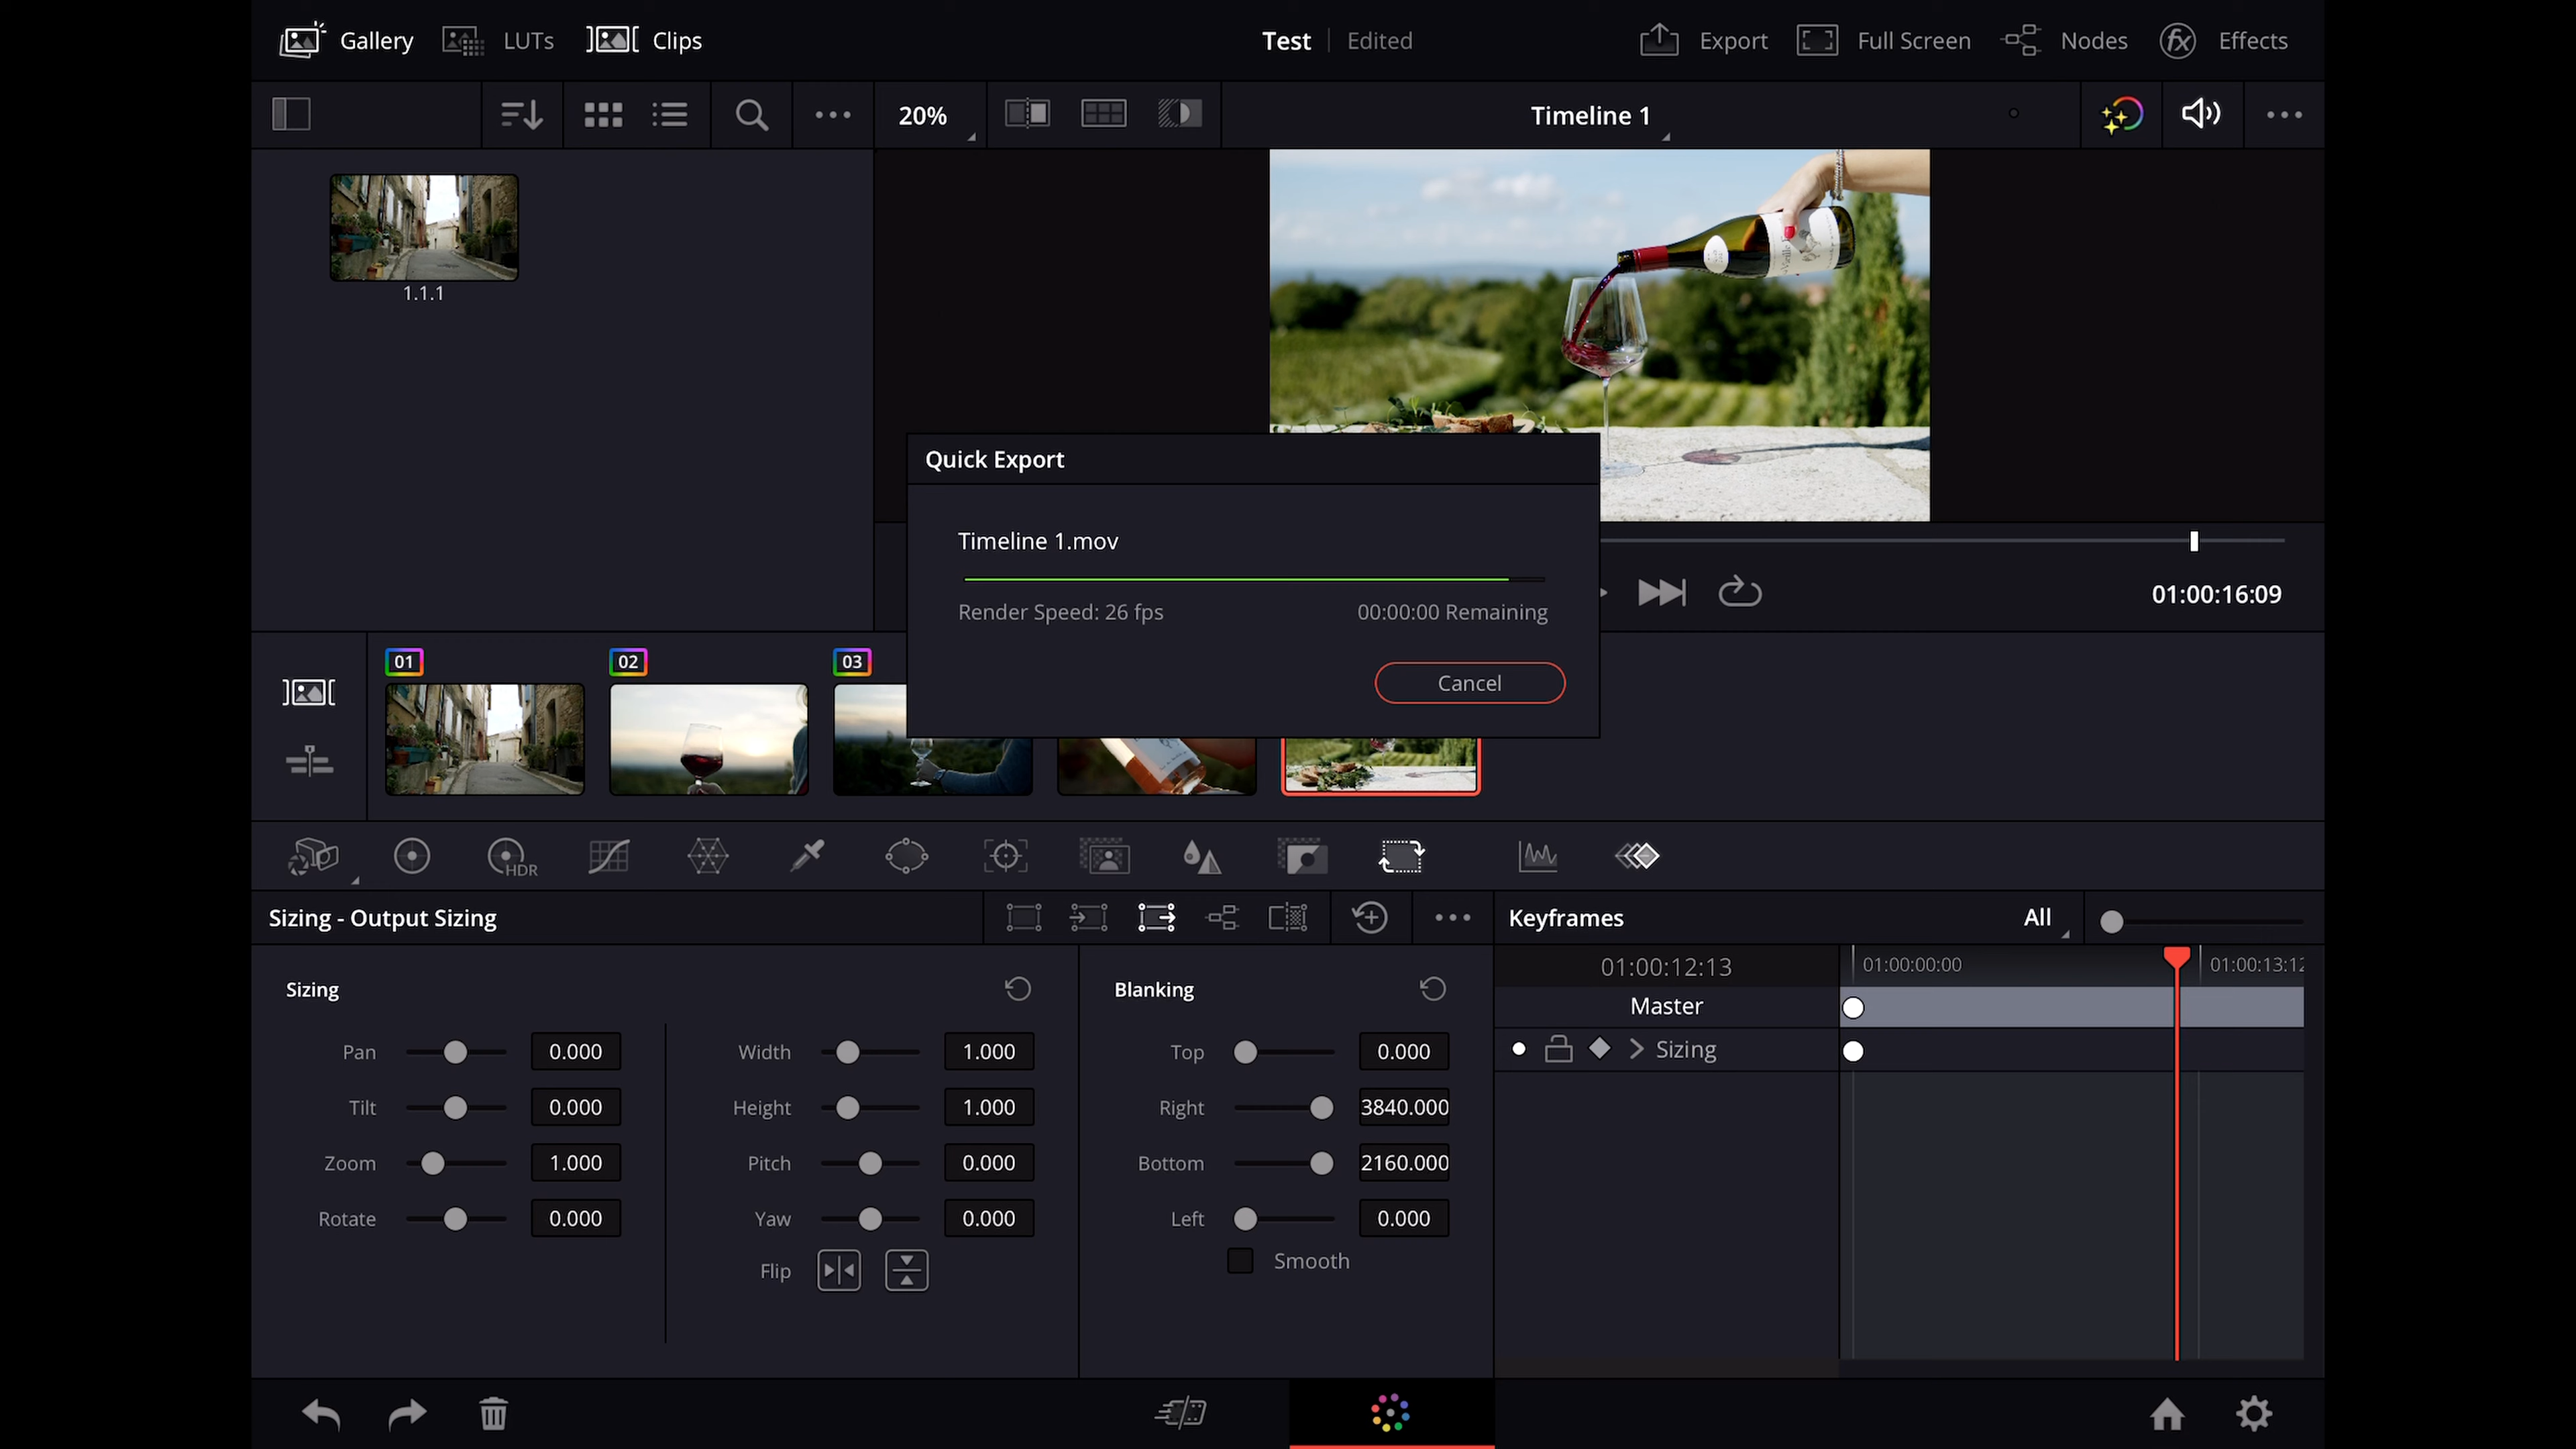 Gallery LUTs Clips Test Edited Export Full Screen Nodes Effects
20% Timeline 1
1.1.1
Quick Export
Timeline 1.mov
Render Speed: 26 fps 00:00:00 Remaining
01:00:16:09
Cancel
01 02 03
HDR
Sizing - Output Sizing Keyframes All
Sizing Blanking 01:00:12:13 01:00:00:00 01:00:13:12
Master
Pan 0.000 Width 1.000 Top 0.000 Sizing
Tilt 0.000 Height 1.000 Right 3840.000
Zoom 1.000 Pitch 0.000 Bottom 2160.000
Rotate 0.000 Yaw 0.000 Left 0.000
Flip Smooth